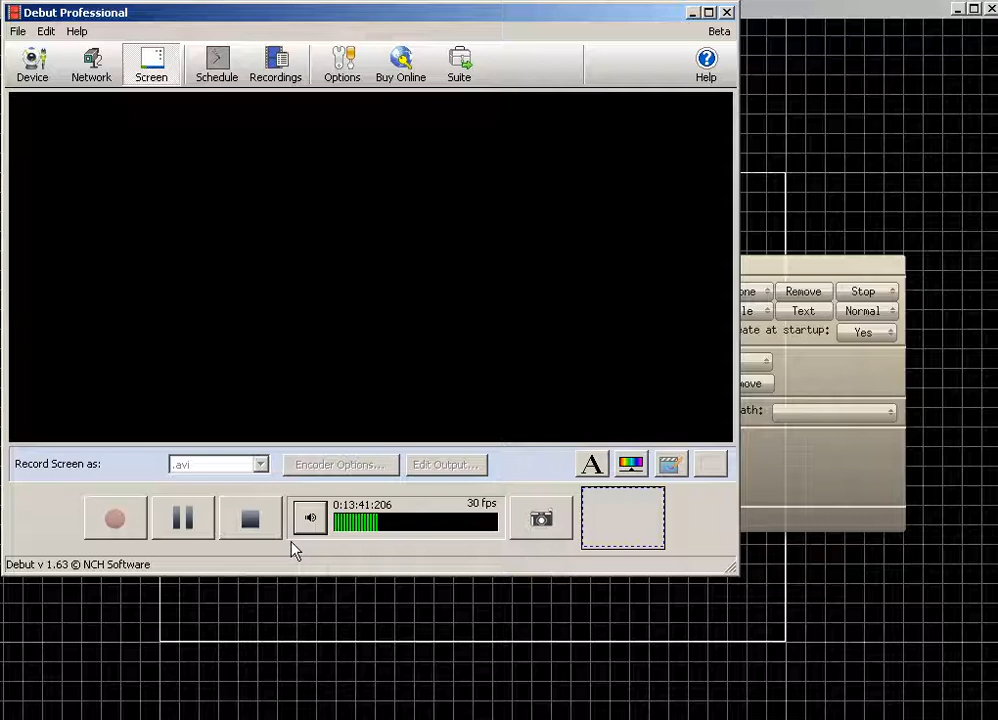 Debut Professional
File Edit Help Beta
Device Network Screen Schedule Recordings Options Buy Online Suite Help
Remove Stop
Text Normal
at startup: Yes
Record Screen as: .avi Encoder Options... Edit Output... A
0:13:41:206 30 fps
Debut v 1.63 © NCH Software